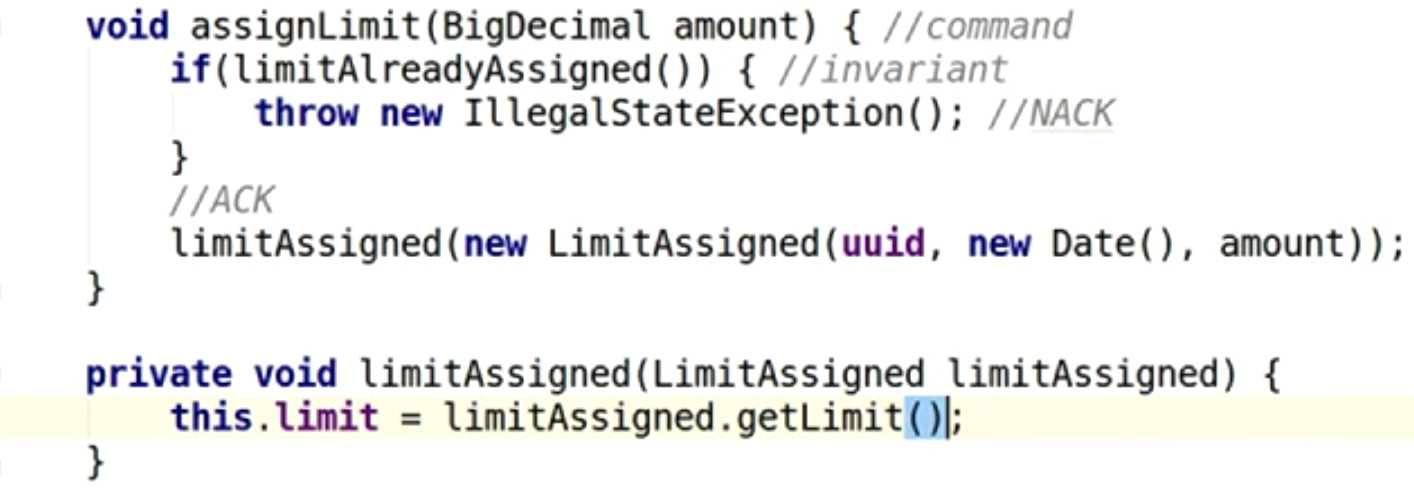 void assignLimit(BigDecimal amount) { //command
if(limitAlreadyAssigned()) { //invariant
throw new IllegalStateException(); //NACK
}
//ACK
limitAssigned(new LimitAssigned(uuid, new Date(), amount));
}
private void limitAssigned(LimitAssigned limitAssigned) {
this.limit = limitAssigned.getLimit();
}